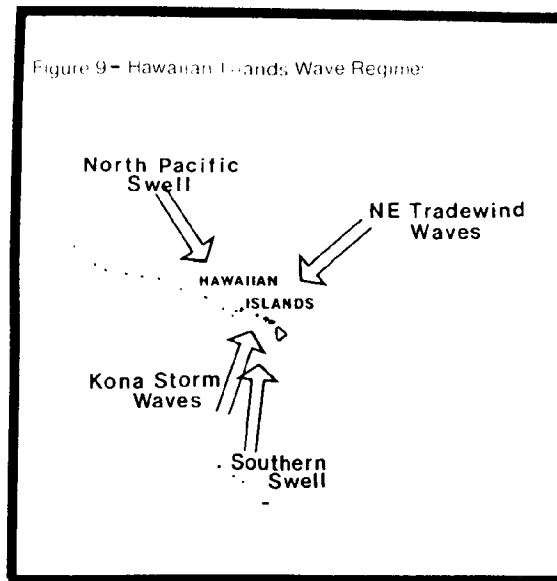 Figure 9- Hawaiian Islands Wave Regime
North Pacific
Swell
NE Tradewind
Waves
HAWAIIAN
ISLANDS
Kona Storm
Waves
Southern
Swell